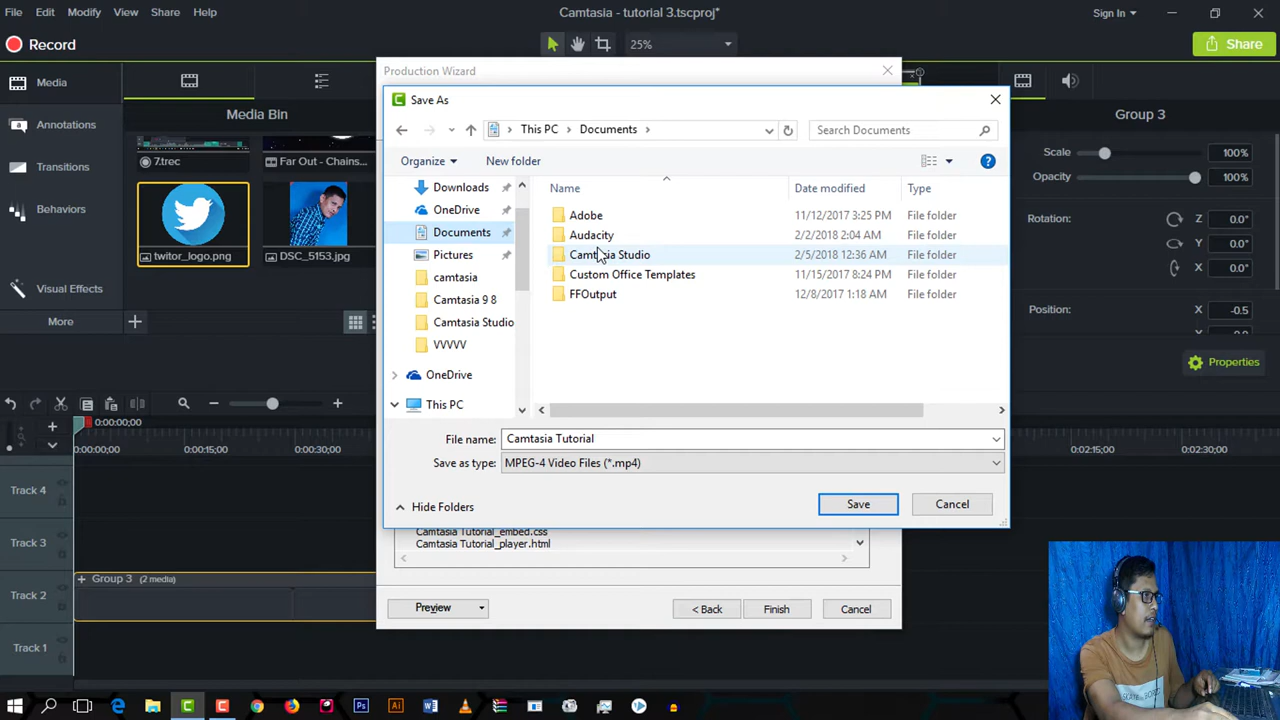 File Edit Modify View Share Help
Camtasia - tutorial 3.tscproj*
Sign In
Record
25%
Share
Media
Annotations
Transitions
Behaviors
Visual Effects
More
Media Bin
7.trec
Far Out - Chains...
twitor_logo.png
DSC_5153.jpg
Production Wizard
Save As
This PC
Documents
Search Documents
Organize
New folder
Name
Date modified
Type
Downloads
OneDrive
Documents
Pictures
camtasia
Camtasia 9 8
Camtasia Studio
VVVVV
OneDrive
This PC
Adobe 11/12/2017 3:25 PM File folder
Audacity 2/2/2018 2:04 AM File folder
Camtasia Studio 2/5/2018 12:36 AM File folder
Custom Office Templates 11/15/2017 8:24 PM File folder
FFOutput 12/8/2017 1:18 AM File folder
File name: Camtasia Tutorial
Save as type: MPEG-4 Video Files (*.mp4)
Hide Folders
Save
Cancel
Camtasia Tutorial_embed.css
Camtasia Tutorial_player.html
Preview
< Back
Finish
Cancel
Group 3
Scale 100%
Opacity 100%
Rotation: Z 0.0°
Y 0.0°
X 0.0°
Position: X -0.5
Properties
0:00:00;00
0:00:00;00 0:00:15;00 0:00:30;00 0:02:15;00 0:02:30;00
Track 4
Track 3
Track 2
Track 1
Group 3 (2 media)